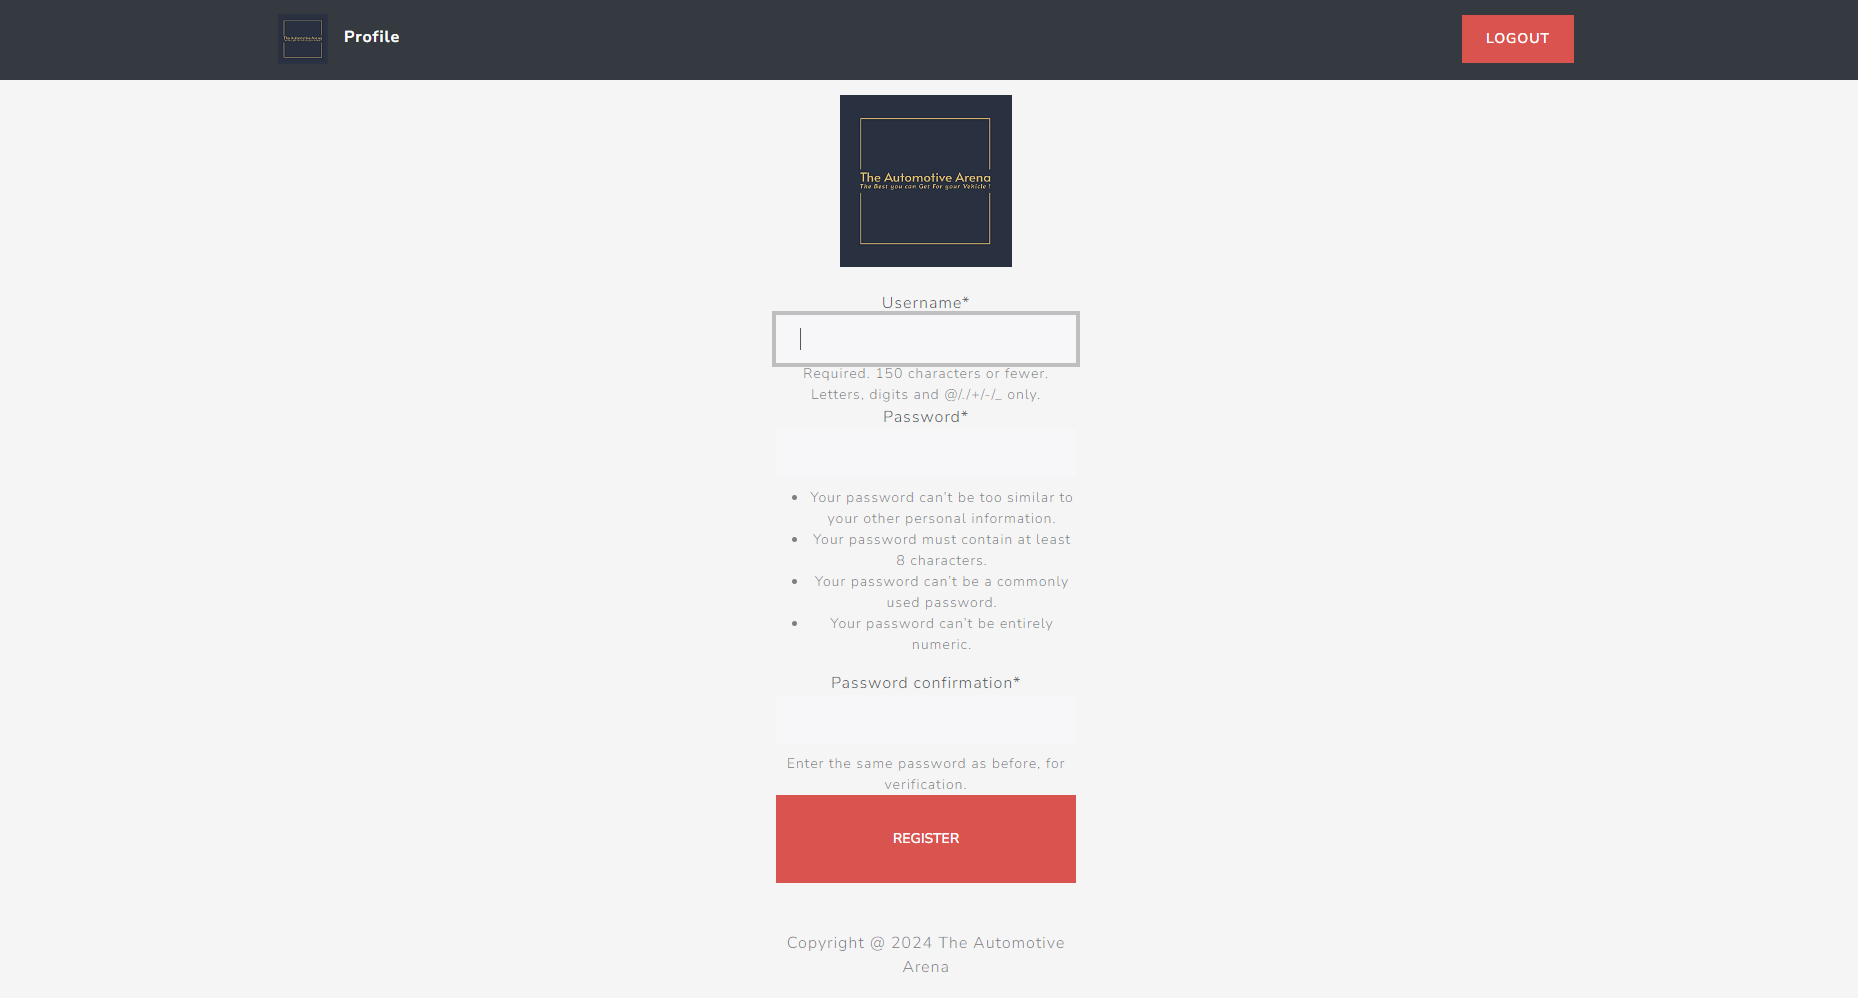 Profile
LOGOUT
The Automotive Arena
The Best you can Get For your Vehicle !
Username*
Required. 150 characters or fewer.
Letters, digits and @/./+/-/_ only.
Password*
Your password can't be too similar to
your other personal information.
Your password must contain at least
8 characters.
Your password can't be a commonly
used password.
Your password can't be entirely
numeric.
Password confirmation*
Enter the same password as before, for
verification.
REGISTER
Copyright @ 2024 The Automotive
Arena